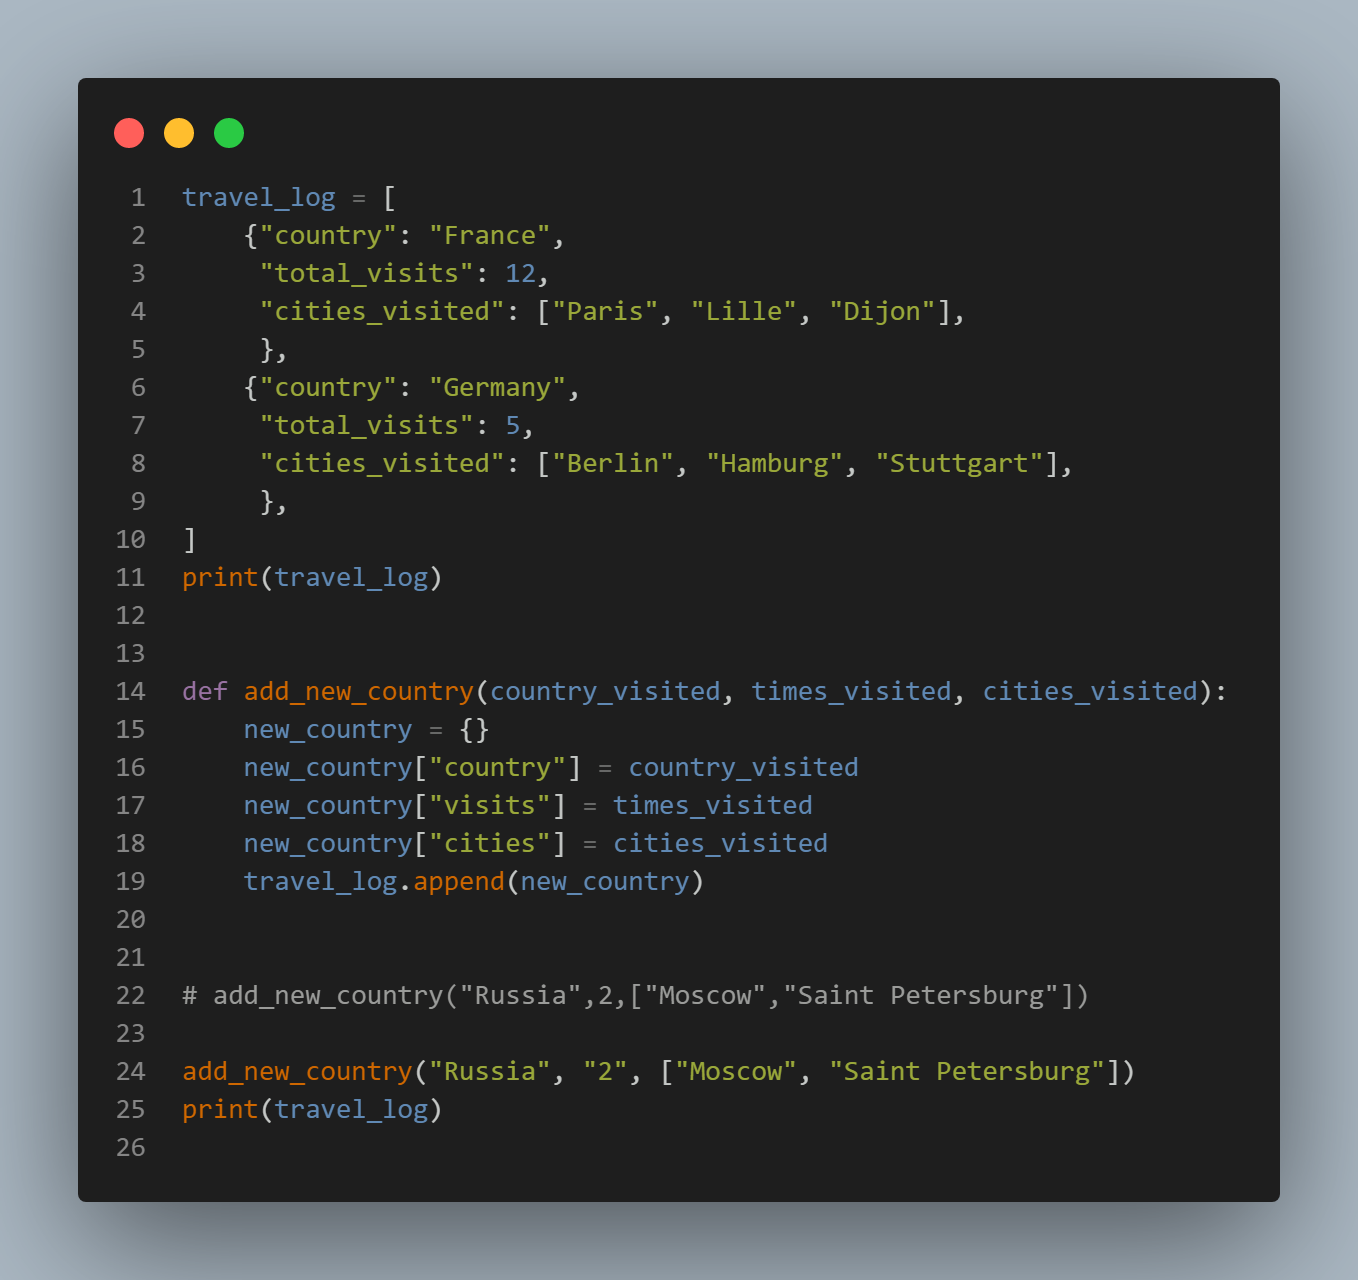 1 travel_log = [
2     {"country": "France",
3      "total_visits": 12,
4      "cities_visited": ["Paris", "Lille", "Dijon"],
5      },
6     {"country": "Germany",
7      "total_visits": 5,
8      "cities_visited": ["Berlin", "Hamburg", "Stuttgart"],
9      },
10 ]
11 print(travel_log)
12
13
14 def add_new_country(country_visited, times_visited, cities_visited):
15     new_country = {}
16     new_country["country"] = country_visited
17     new_country["visits"] = times_visited
18     new_country["cities"] = cities_visited
19     travel_log.append(new_country)
20
21
22 # add_new_country("Russia",2,["Moscow","Saint Petersburg"])
23
24 add_new_country("Russia", "2", ["Moscow", "Saint Petersburg"])
25 print(travel_log)
26